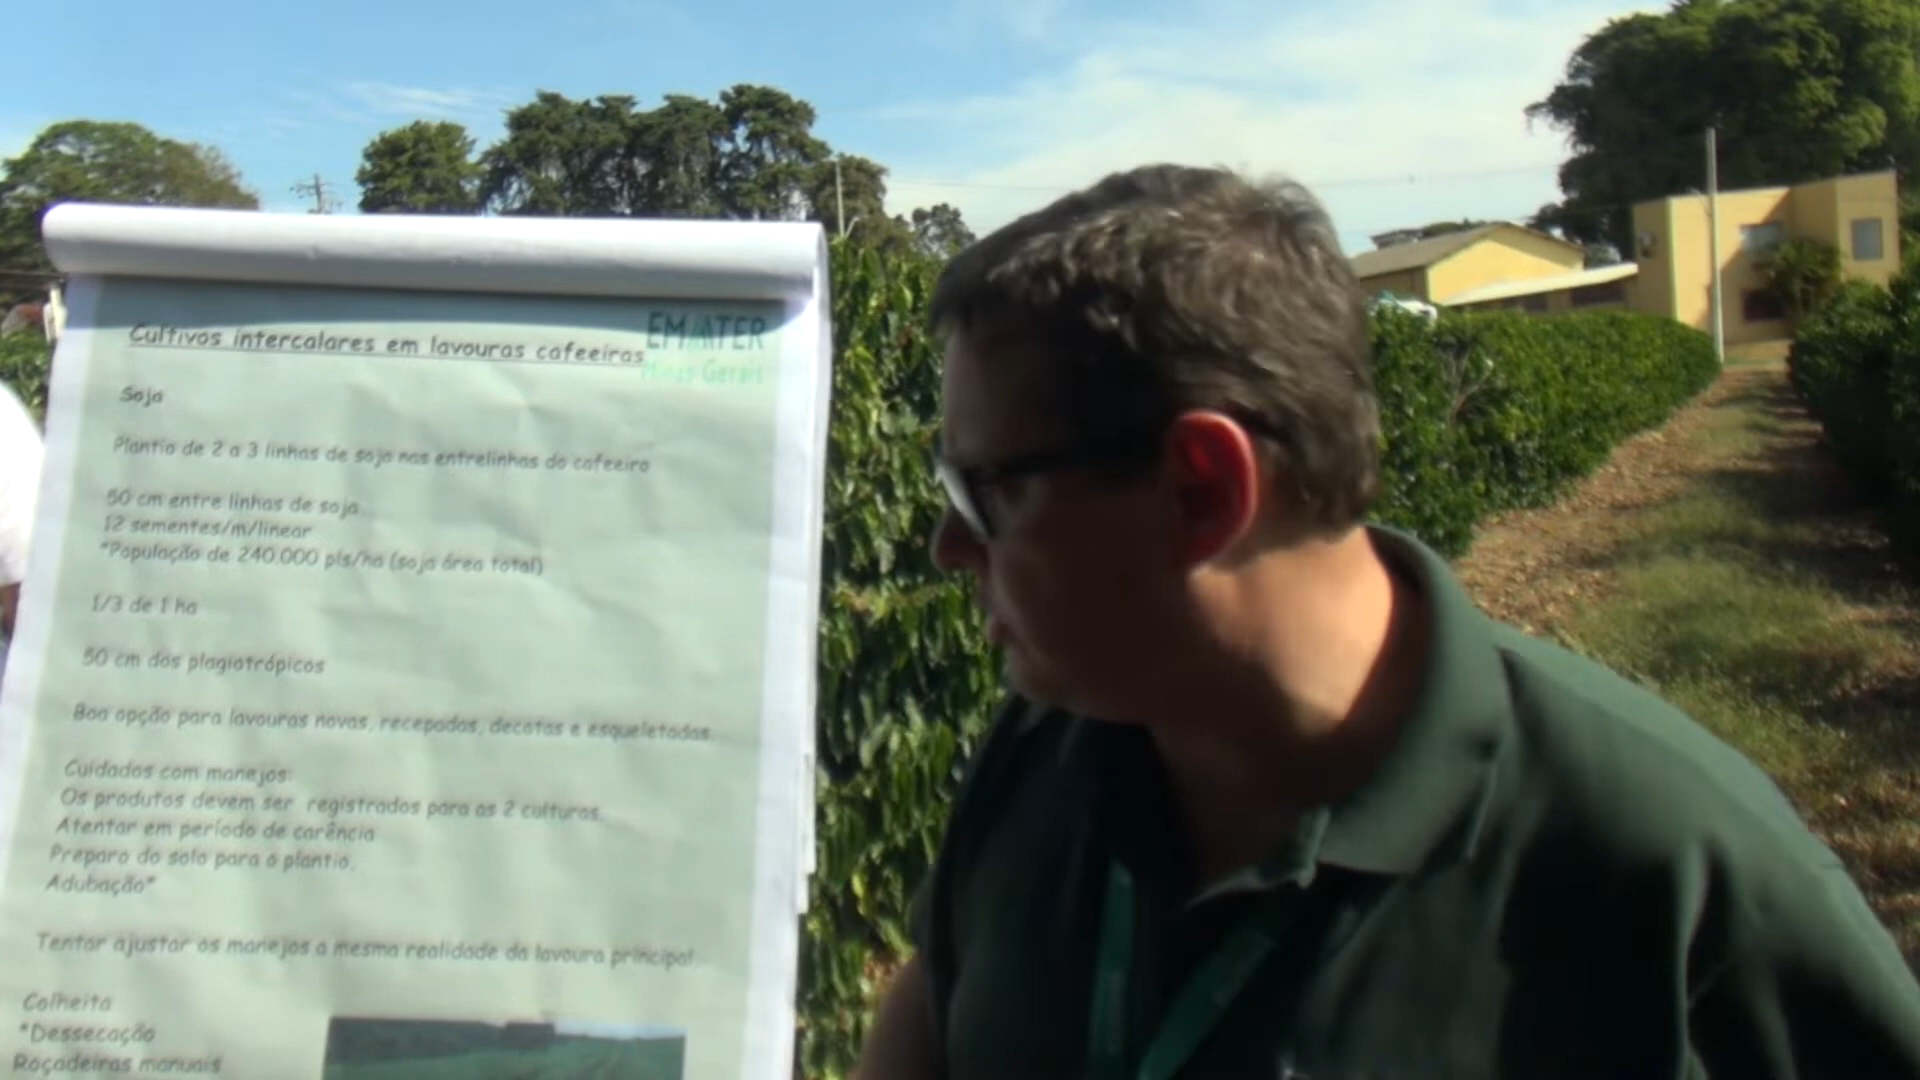 Cultivos intercalares em lavouras cafeeiras
EMATER
Minas Gerais
Soja
Plantio de 2 a 3 linhas de soja nas entrelinhas do cafeeiro
50 cm entre linhas de soja
12 sementes/m/linear
*População de 240.000 pls/ha (soja área total)
1/3 de 1 ha
50 cm dos plagiotrópicos
Boa opção para lavouras novas, recepadas, decotas e esqueletadas.
Cuidados com manejos:
Os produtos devem ser registrados para as 2 culturas.
Atentar em período de carência
Preparo do solo para o plantio.
Adubação*
Tentar ajustar os manejos a mesma realidade da lavoura principal.
Colheita
*Dessecação
Roçadeiras manuais